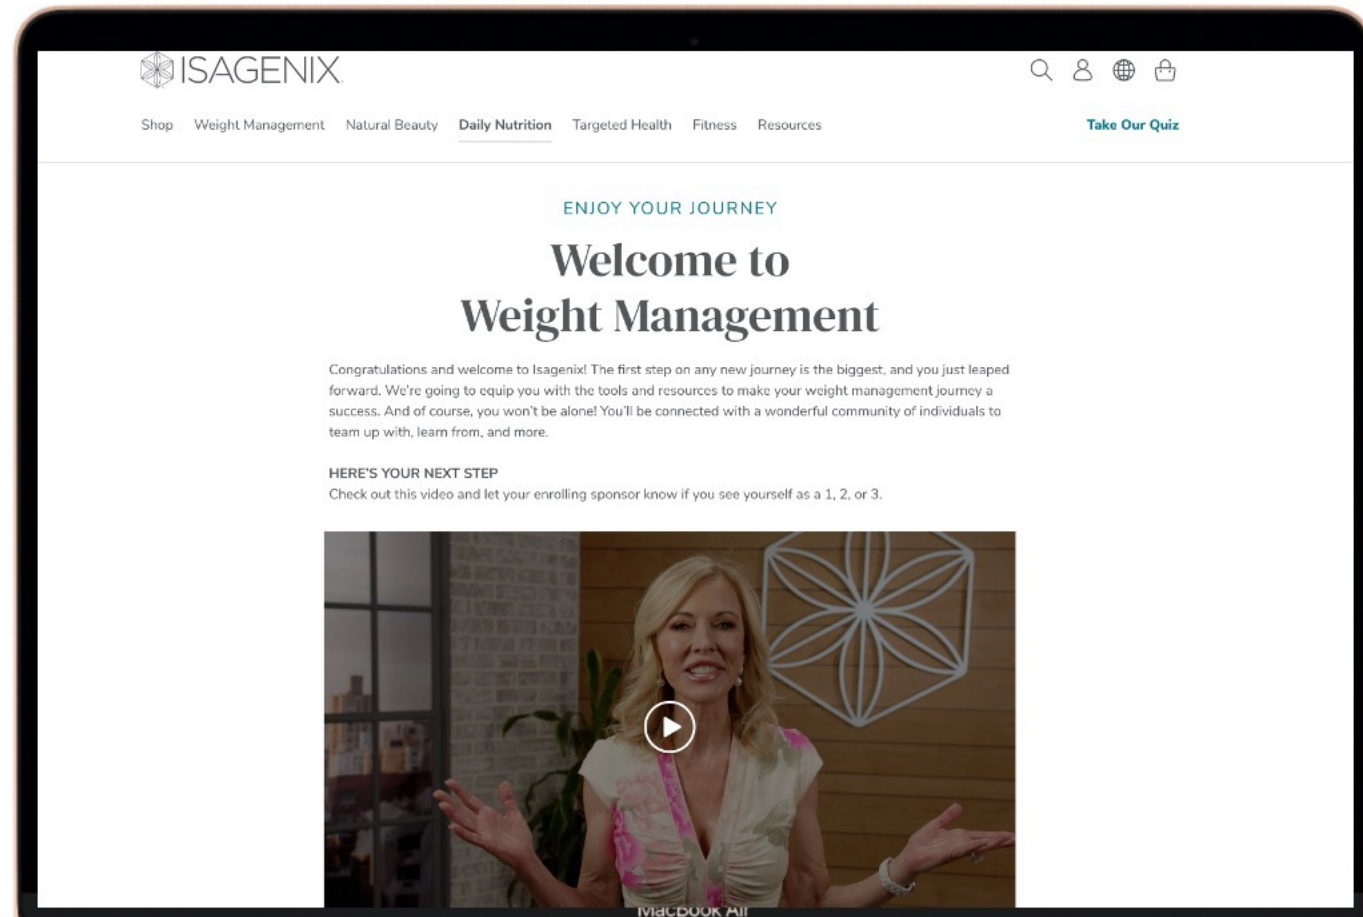 ISAGENIX
Shop Weight Management Natural Beauty Daily Nutrition Targeted Health Fitness Resources Take Our Quiz
ENJOY YOUR JOURNEY
Welcome to
Weight Management
Congratulations and welcome to Isagenix! The first step on any new journey is the biggest, and you just leaped
forward. We're going to equip you with the tools and resources to make your weight management journey a
success. And of course, you won't be alone! You'll be connected with a wonderful community of individuals to
team up with, learn from, and more.
HERE'S YOUR NEXT STEP
Check out this video and let your enrolling sponsor know if you see yourself as a 1, 2, or 3.
MacBook Air